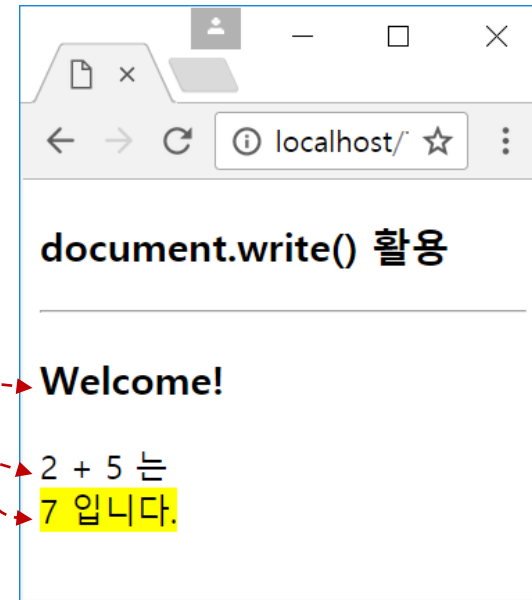 localhost/
document.write() 활용
Welcome!
2 + 5 는
7 입니다.